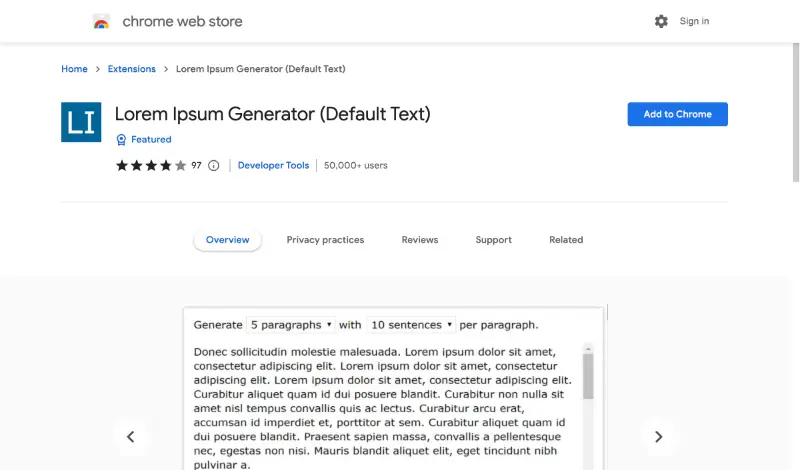 chrome web store
Sign in
Home > Extensions > Lorem Ipsum Generator (Default Text)
LI
Lorem Ipsum Generator (Default Text)
Add to Chrome
Featured
97 | Developer Tools | 50,000+ users
Overview Privacy practices Reviews Support Related
Generate 5 paragraphs with 10 sentences per paragraph.
Donec sollicitudin molestie malesuada. Lorem ipsum dolor sit amet,
consectetur adipiscing elit. Lorem ipsum dolor sit amet, consectetur
adipiscing elit. Lorem ipsum dolor sit amet, consectetur adipiscing elit.
Curabitur aliquet quam id dui posuere blandit. Curabitur non nulla sit
amet nisl tempus convallis quis ac lectus. Curabitur arcu erat,
accumsan id imperdiet et, porttitor at sem. Curabitur aliquet quam id
dui posuere blandit. Praesent sapien massa, convallis a pellentesque
nec, egestas non nisi. Mauris blandit aliquet elit, eget tincidunt nibh
pulvinar a.